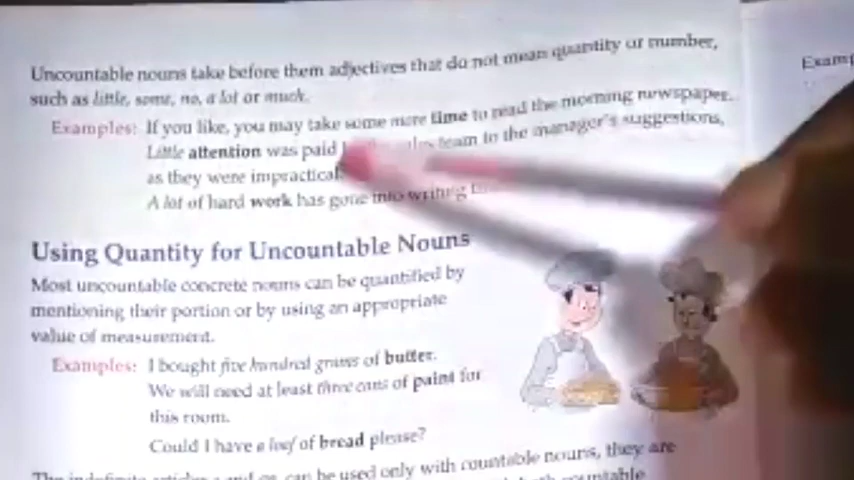 Uncountable nouns take before them adjectives that do not mean quantity or number,
such as little, some, no, a lot or much.
Examples: If you like, you may take some more time to read the morning newspaper.
Little attention was paid sales team to the manager's suggestions,
as they were impractical
A lot of hard work has gone into writing
Using Quantity for Uncountable Nouns
Most uncountable concrete nouns can be quantified by
mentioning their portion or by using an appropriate
value of measurement.
Examples: I bought five hundred grams of butter.
We will need at least three cans of paint for
this room.
Could I have a loaf of bread please?
The indefinite articles a and an, can be used only with countable nouns, they are
both countable
Examp